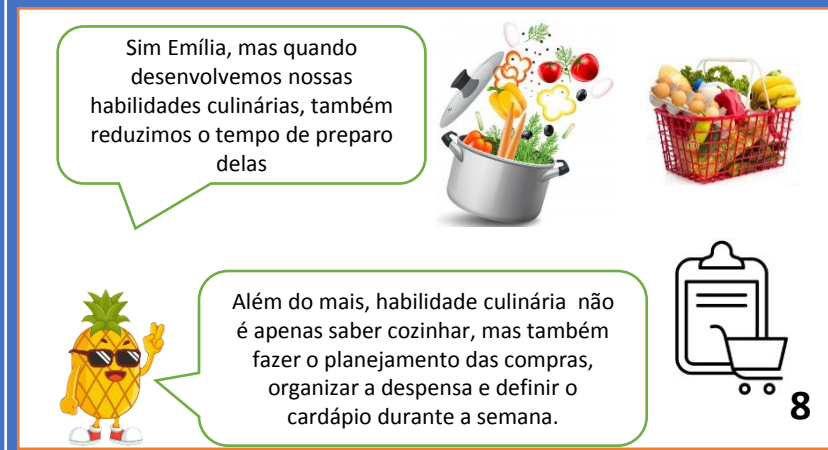 Sim Emília, mas quando
desenvolvemos nossas
habilidades culinárias, também
reduzimos o tempo de preparo
delas
Além do mais, habilidade culinária  não
é apenas saber cozinhar, mas também
fazer o planejamento das compras,
organizar a despensa e definir o
cardápio durante a semana.
8